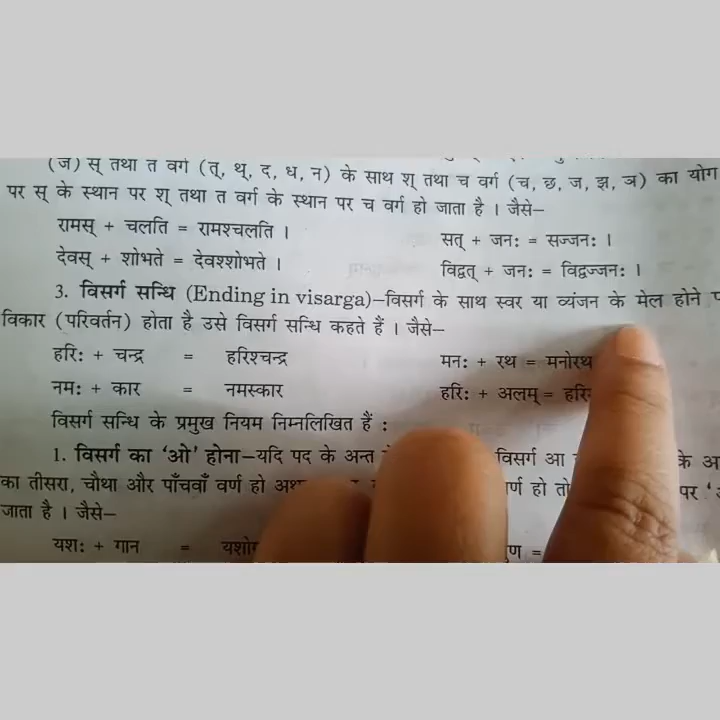 (ज) स् तथा त वर्ग (त्, थ्, द, ध, न) के साथ श् तथा च वर्ग (च, छ, ज, झ, ञ) का योग
पर स् के स्थान पर श् तथा त वर्ग के स्थान पर च वर्ग हो जाता है । जैसे–
रामस् + चलति = रामश्चलति । सत् + जनः = सज्जनः ।
देवस् + शोभते = देवश्शोभते । विद्वत् + जनः = विद्वज्जनः ।
3. विसर्ग सन्धि (Ending in visarga)–विसर्ग के साथ स्वर या व्यंजन के मेल होने
विकार (परिवर्तन) होता है उसे विसर्ग सन्धि कहते हैं । जैसे–
हरिः + चन्द्र = हरिश्चन्द्र मनः + रथ = मनोरथ
नमः + कार = नमस्कार हरिः + अलम् =
विसर्ग सन्धि के प्रमुख नियम निम्नलिखित हैं :
1. विसर्ग का ‘ओ’ होना–यदि पद के अन्त विसर्ग आ
का तीसरा, चौथा और पाँचवाँ वर्ण हो हो तो पर
जाता है । जैसे–
यशः + गान =